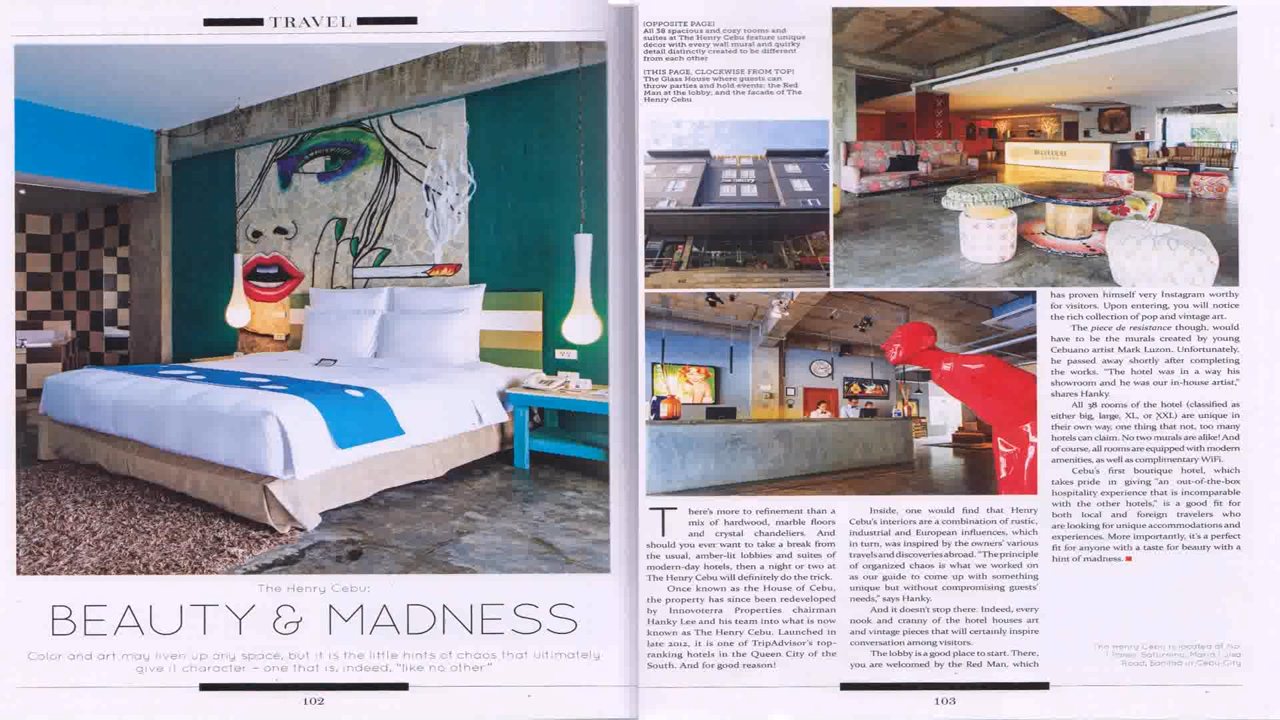 TRAVEL
The Henry Cebu:
BEAUTY & MADNESS
Color and art may liven up any space, but it is the little hints of chaos that ultimately
give it character – one that is, indeed, "like no other"
102
[OPPOSITE PAGE]
All 38 spacious and cozy rooms and
suites at The Henry Cebu feature unique
décor with every wall mural and quirky
detail distinctly created to be different
from each other
[THIS PAGE, CLOCKWISE FROM TOP]
The Glass House where guests can
throw parties and hold events; the Red
Man at the lobby; and the facade of The
Henry Cebu
There's more to refinement than a
mix of hardwood, marble floors
and crystal chandeliers. And
should you ever want to take a break from
the usual, amber-lit lobbies and suites of
modern-day hotels, then a night or two at
The Henry Cebu will definitely do the trick.
Once known as the House of Cebu,
the property has since been redeveloped
by Innoverra Properties chairman
Hanky Lee and his team into what is now
known as The Henry Cebu. Launched in
late 2012, it is one of TripAdvisor's top-
ranking hotels in the Queen City of the
South. And for good reason!
Inside, one would find that Henry
Cebu's interiors are a combination of rustic,
industrial and European influences, which
in turn, was inspired by the owners' various
travels and discoveries abroad. "The principle
of organized chaos is what we worked on
as our guide to come up with something
unique but without compromising guests'
needs," says Hanky.
And it doesn't stop there. Indeed, every
nook and cranny of the hotel houses art
and vintage pieces that will certainly inspire
conversation among visitors.
The lobby is a good place to start. There,
you are welcomed by the Red Man, which
has proven himself very Instagram worthy
for visitors. Upon entering, you will notice
the rich collection of pop and vintage art.
The piece de resistance though, would
have to be the murals created by young
Cebuano artist Mark Luzon. Unfortunately,
he passed away shortly after completing
the works. "The hotel was in a way his
showroom and he was our in-house artist,"
shares Hanky.
All 38 rooms of the hotel (classified as
either big, large, XL, or XXL) are unique in
their own way, one thing that not, too many
hotels can claim. No two murals are alike! And
of course, all rooms are equipped with modern
amenities, as well as complimentary WiFi.
Cebu's first boutique hotel, which
takes pride in giving "an out-of-the-box
hospitality experience that is incomparable
with the other hotels," is a good fit for
both local and foreign travelers who
are looking for unique accommodations and
experiences. More importantly, it's a perfect
fit for anyone with a taste for beauty with a
hint of madness.
The Henry Cebu is located at No.
1 Paseo Saturnino, Maria Luisa
Road, Banilad in Cebu City
103